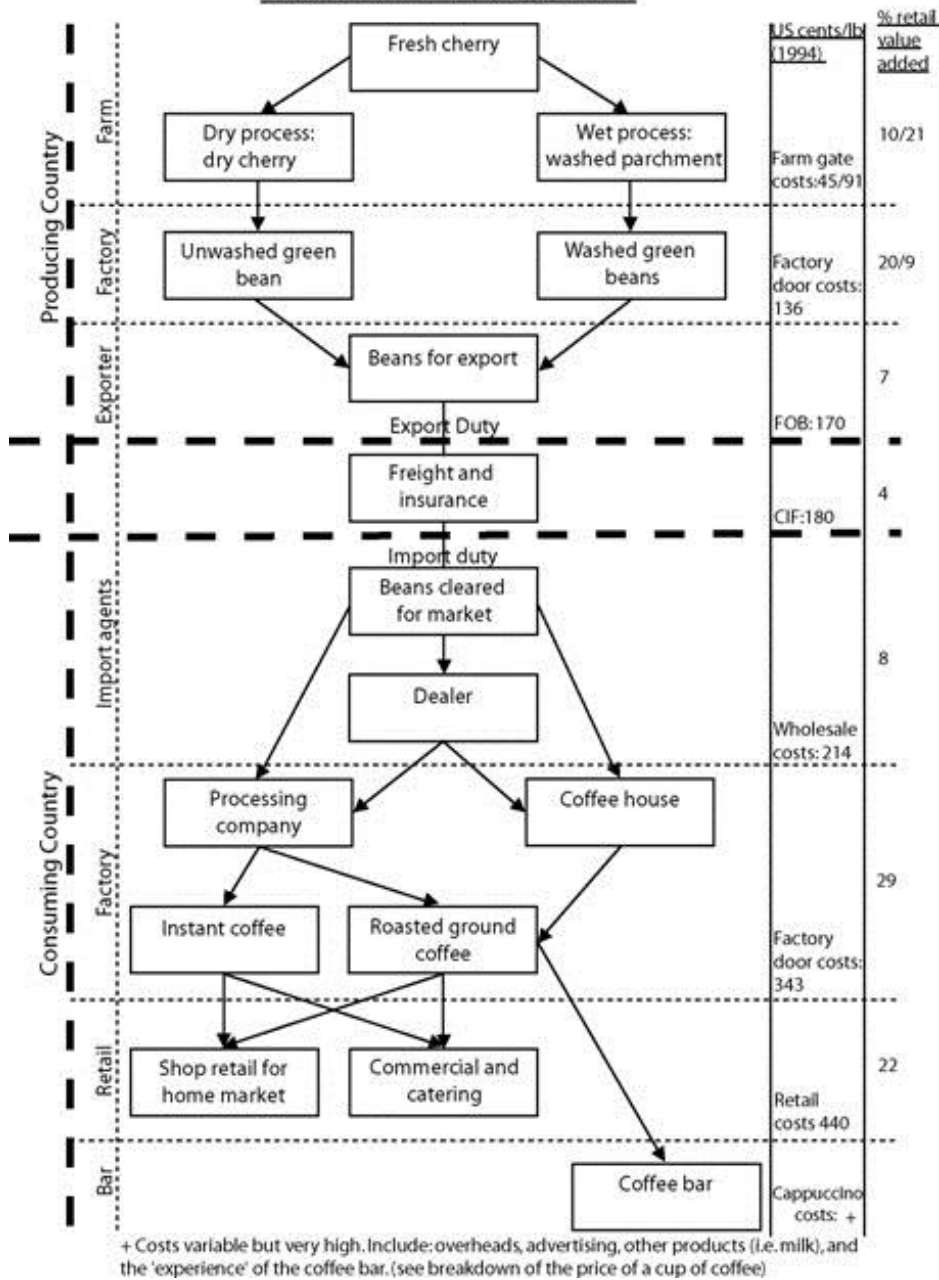 US cents/lb
(1994)
% retail
value
added
Producing Country
Farm
Fresh cherry
Dry process:
dry cherry
Wet process:
washed parchment
Farm gate
costs:45/91
10/21
Factory
Unwashed green
bean
Washed green
beans
Factory
door costs:
136
20/9
Exporter
Beans for export
7
Export Duty
FOB: 170
Freight and
insurance
4
CIF:180
Import duty
Consuming Country
Import agents
Beans cleared
for market
Dealer
8
Wholesale
costs: 214
Factory
Processing
company
Coffee house
29
Instant coffee
Roasted ground
coffee
Factory
door costs:
343
Retail
Shop retail for
home market
Commercial and
catering
22
Retail
costs 440
Bar
Coffee bar
Cappuccino
costs: +
+ Costs variable but very high. Include: overheads, advertising, other products (i.e. milk), and
the 'experience' of the coffee bar. (see breakdown of the price of a cup of coffee)